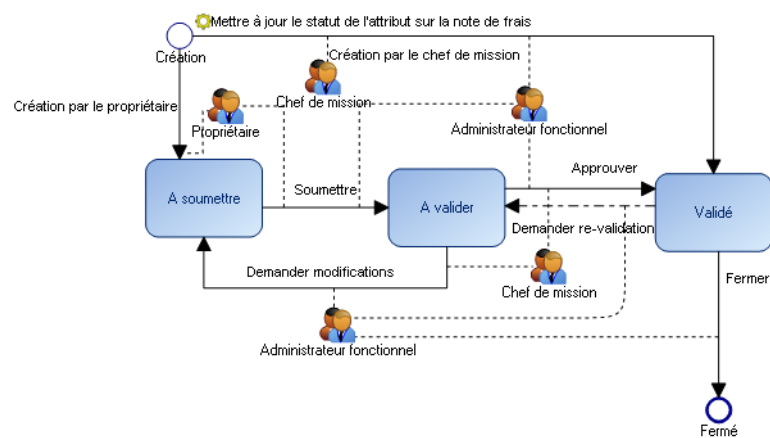 Mettre à jour le statut de l'attribut sur la note de frais
Création
Création par le chef de mission
Chef de mission
Création par le propriétaire
Propriétaire
Administrateur fonctionnel
Approuver
A soumettre
Soumettre
A valider
Validé
Demander re-validation
Demander modifications
Chef de mission
Fermer
Administrateur fonctionnel
Fermé